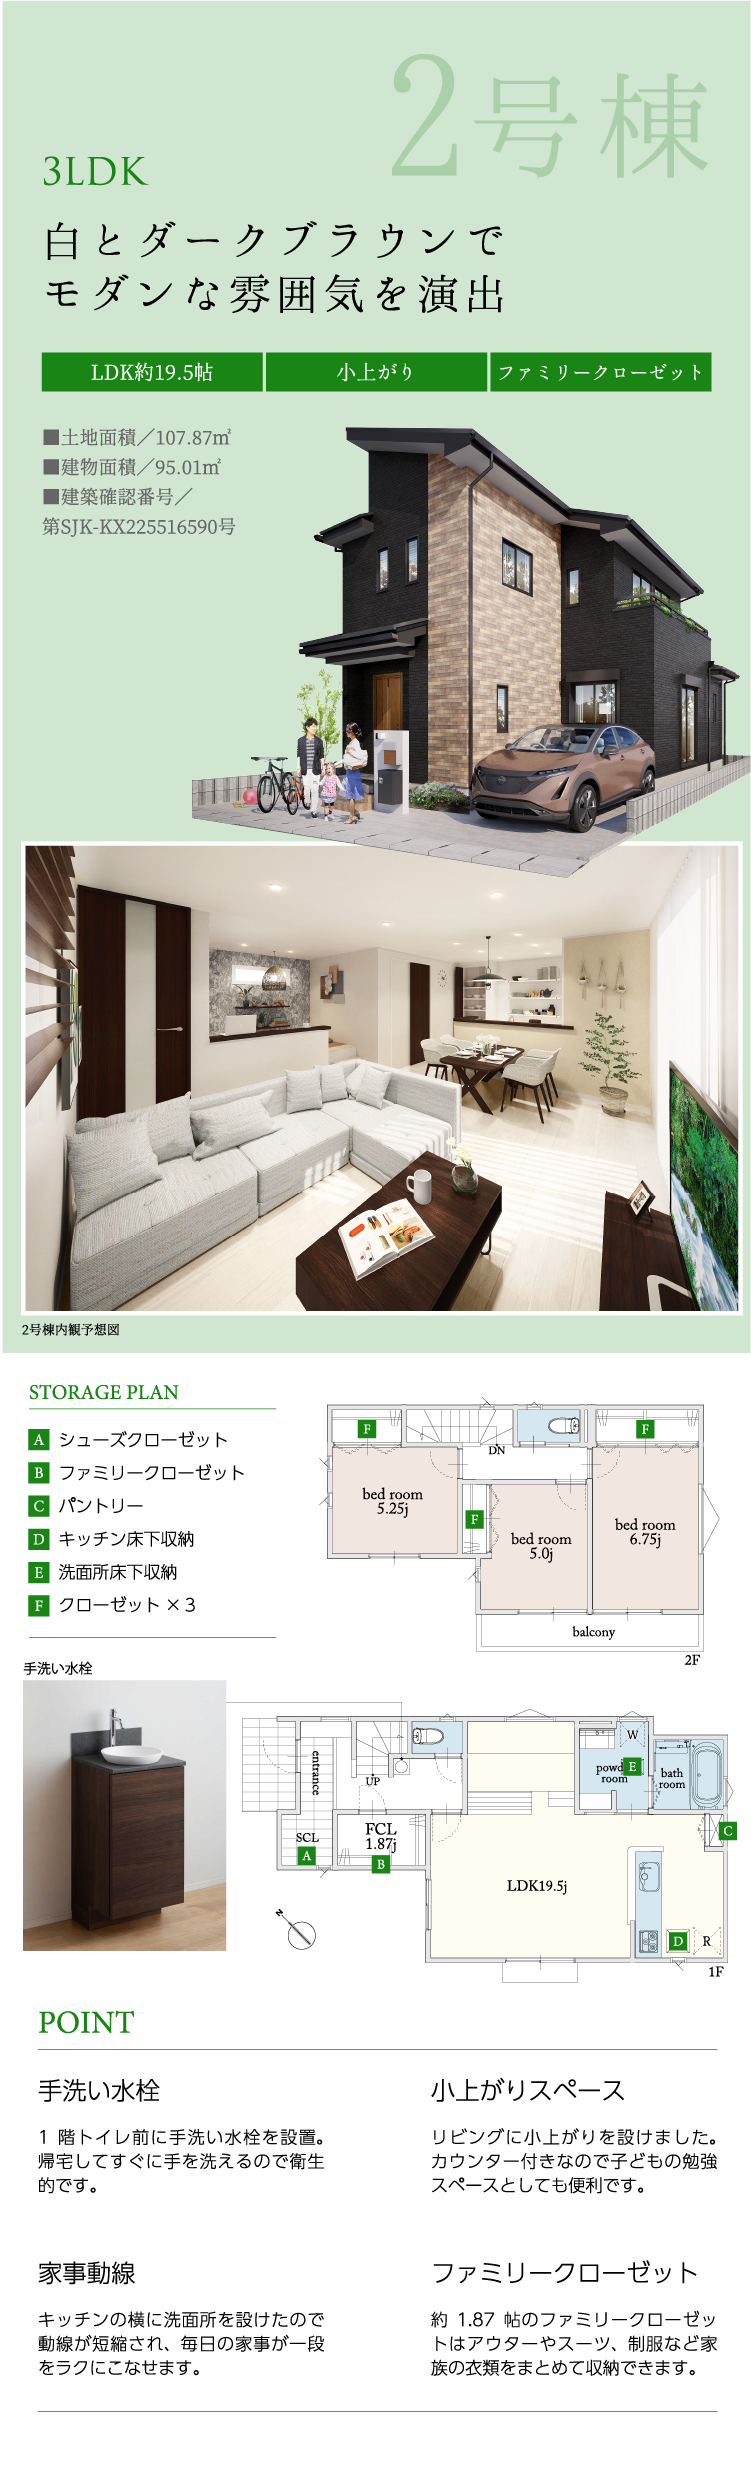 2号棟
3LDK
白とダークブラウンで
モダンな雰囲気を演出
LDK約19.5帖
小上がり
ファミリークローゼット
■土地面積／107.87㎡
■建物面積／95.01㎡
■建築確認番号／
第SJK-KX225516590号
2号棟内観予想図
STORAGE PLAN
A シューズクローゼット
B ファミリークローゼット
C パントリー
D キッチン床下収納
E 洗面所床下収納
F クローゼット × 3
F
F
DN
bed room
5.25j
F
bed room
5.0j
bed room
6.75j
balcony
2F
手洗い水栓
entrance
UP
W
powd
room
E
bath
room
SCL
A
FCL
1.87j
B
C
LDK19.5j
N
D
R
1F
POINT
手洗い水栓
1 階トイレ前に手洗い水栓を設置。
帰宅してすぐに手を洗えるので衛生
的です。
小上がりスペース
リビングに小上がりを設けました。
カウンター付きなので子どもの勉強
スペースとしても便利です。
家事動線
キッチンの横に洗面所を設けたので
動線が短縮され、毎日の家事が一段
をラクにこなせます。
ファミリークローゼット
約 1.87 帖のファミリークローゼッ
トはアウターやスーツ、制服など家
族の衣類をまとめて収納できます。